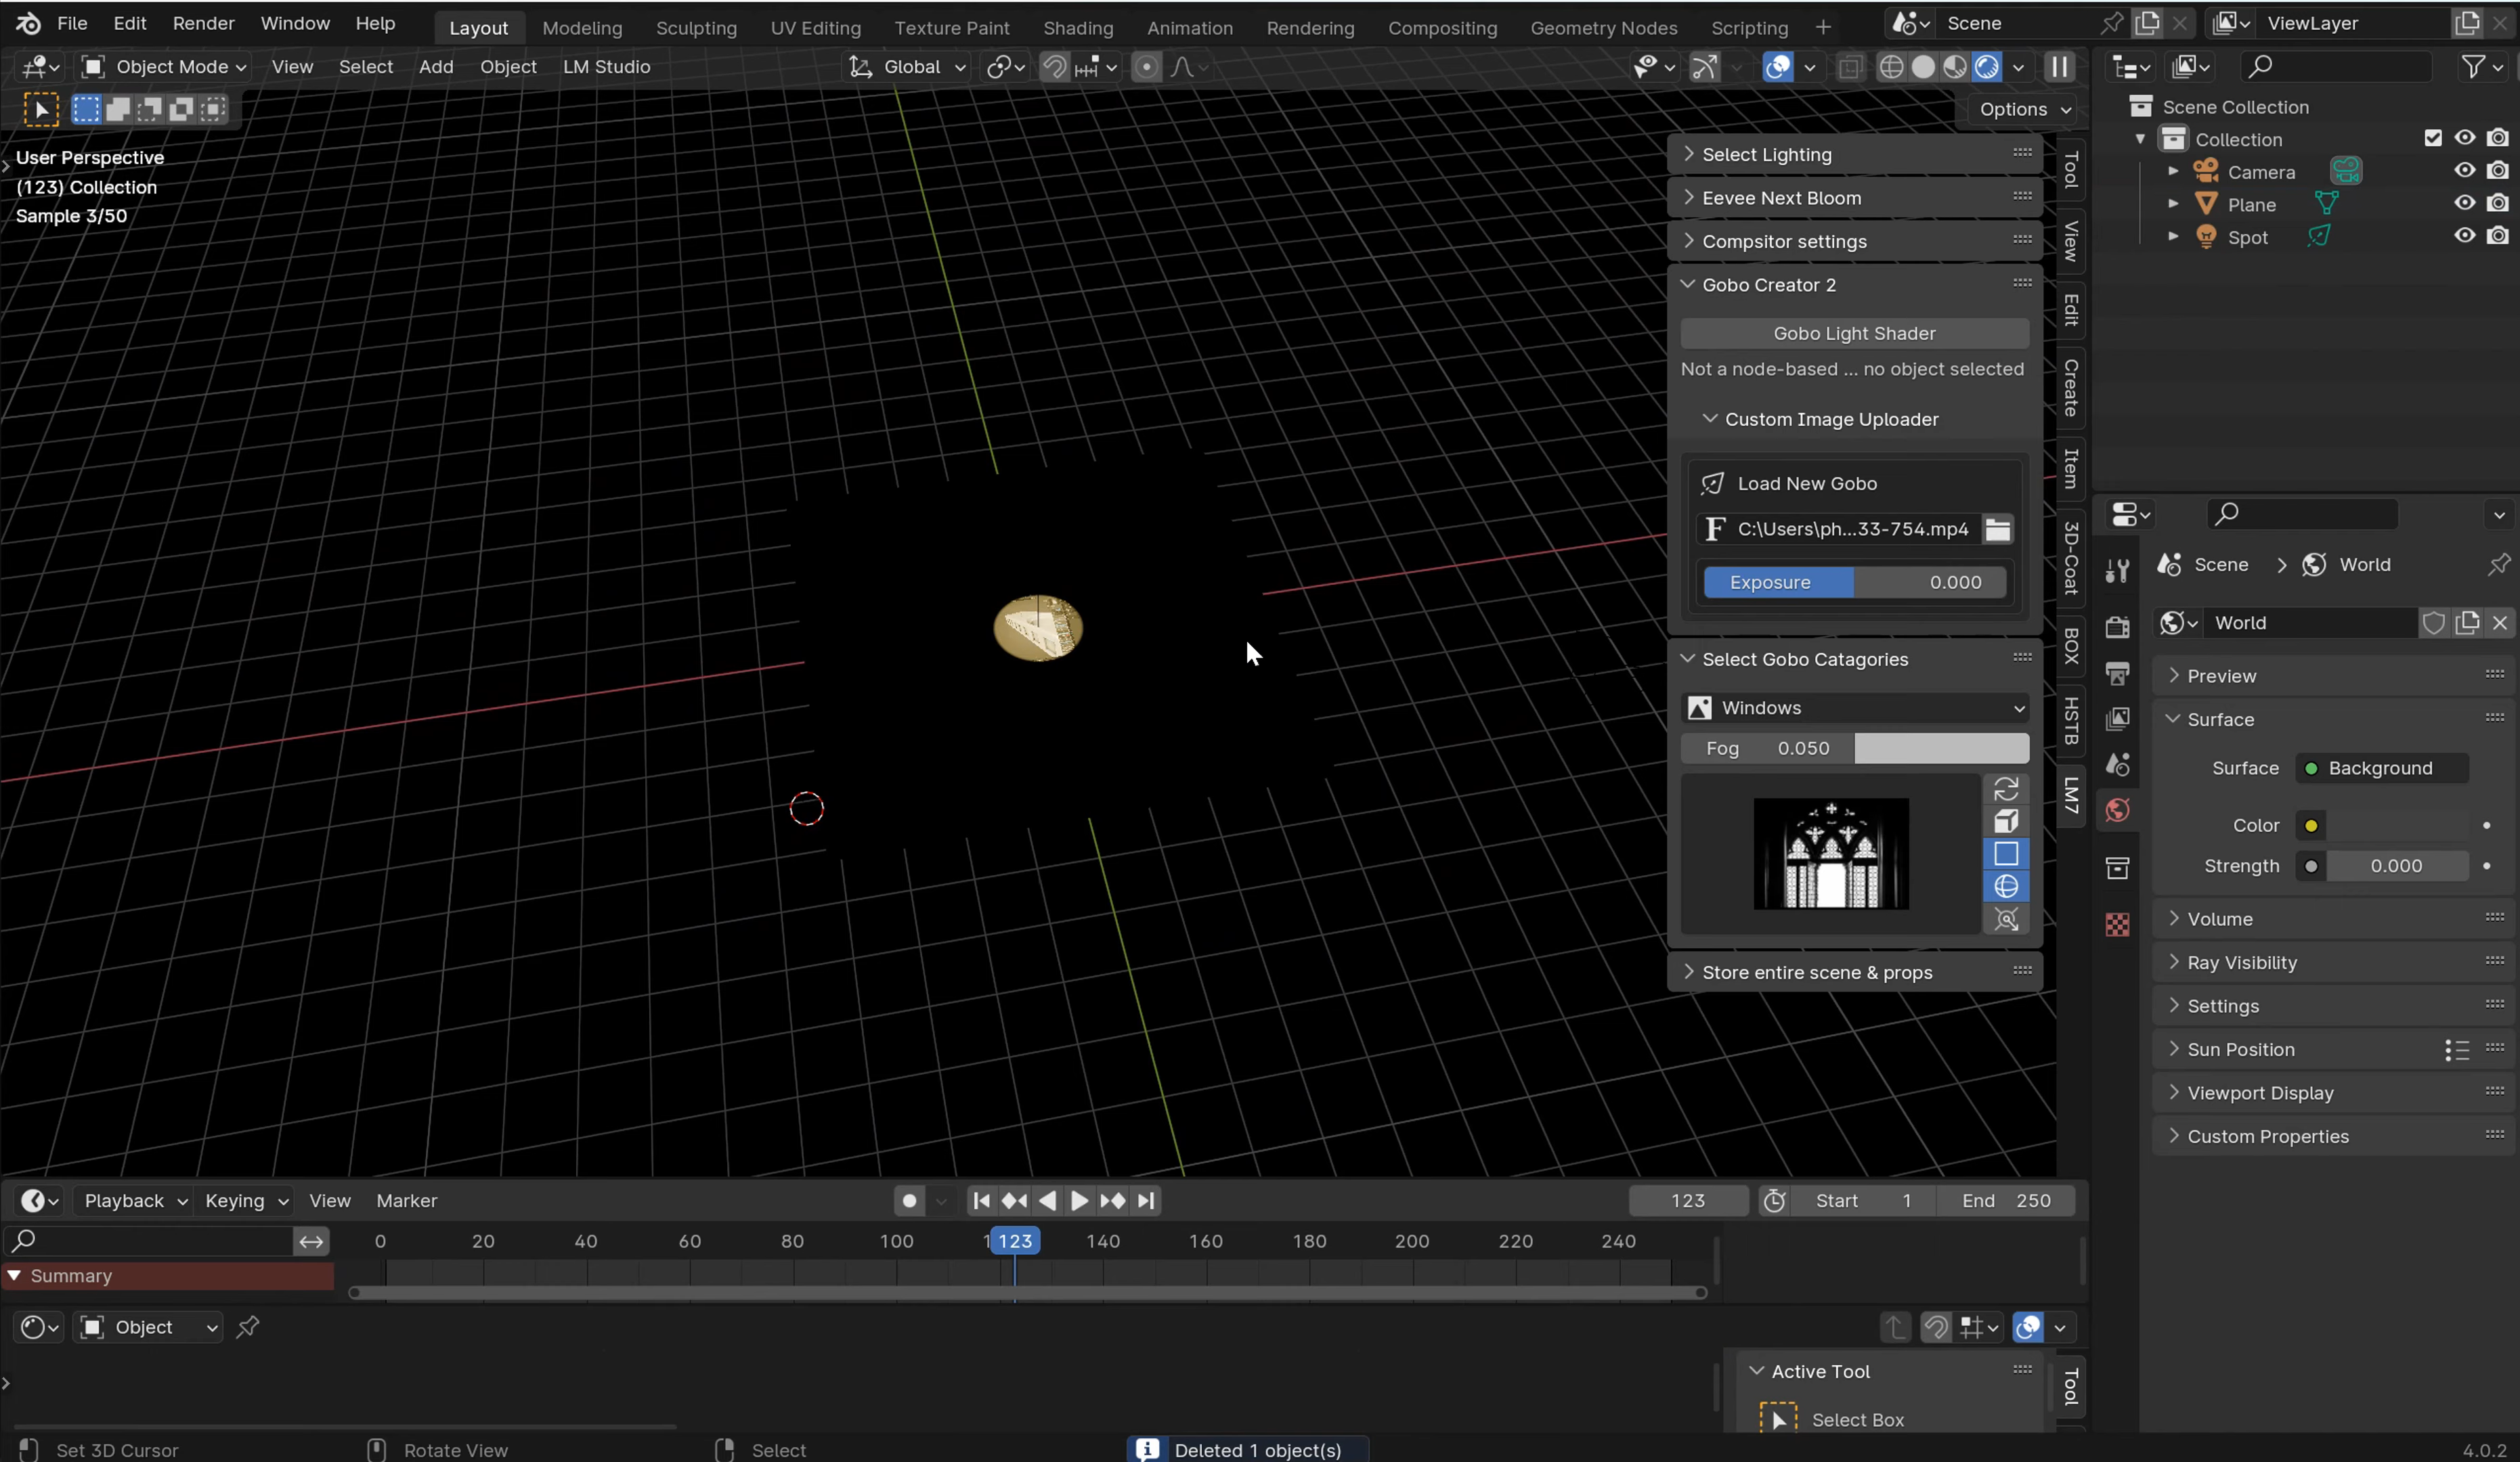 File Edit Render Window Help Layout Modeling Sculpting UV Editing Texture Paint Shading Animation Rendering Compositing Geometry Nodes Scripting + Scene ViewLayer
Object Mode View Select Add Object LM Studio Global
Options
User Perspective
(123) Collection
Sample 3/50
Select Lighting
Eevee Next Bloom
Compsitor settings
Gobo Creator 2
Gobo Light Shader
Not a node-based ... no object selected
Custom Image Uploader
Load New Gobo
C:\Users\ph...33-754.mp4
Exposure 0.000
Select Gobo Catagories
Windows
Fog 0.050
Store entire scene & props
Tool
View
Edit
Create
Item
3D-Coat
BOX
HSTB
LM7
Scene Collection
Collection
Camera
Plane
Spot
Scene > World
World
Preview
Surface
Surface Background
Color
Strength 0.000
Volume
Ray Visibility
Settings
Sun Position
Viewport Display
Custom Properties
Playback Keying View Marker 123 Start 1 End 250
0 20 40 60 80 100 1 123 140 160 180 200 220 240
Summary
Object
Active Tool
Select Box
Tool
Set 3D Cursor Rotate View Select Deleted 1 object(s) 4.0.2